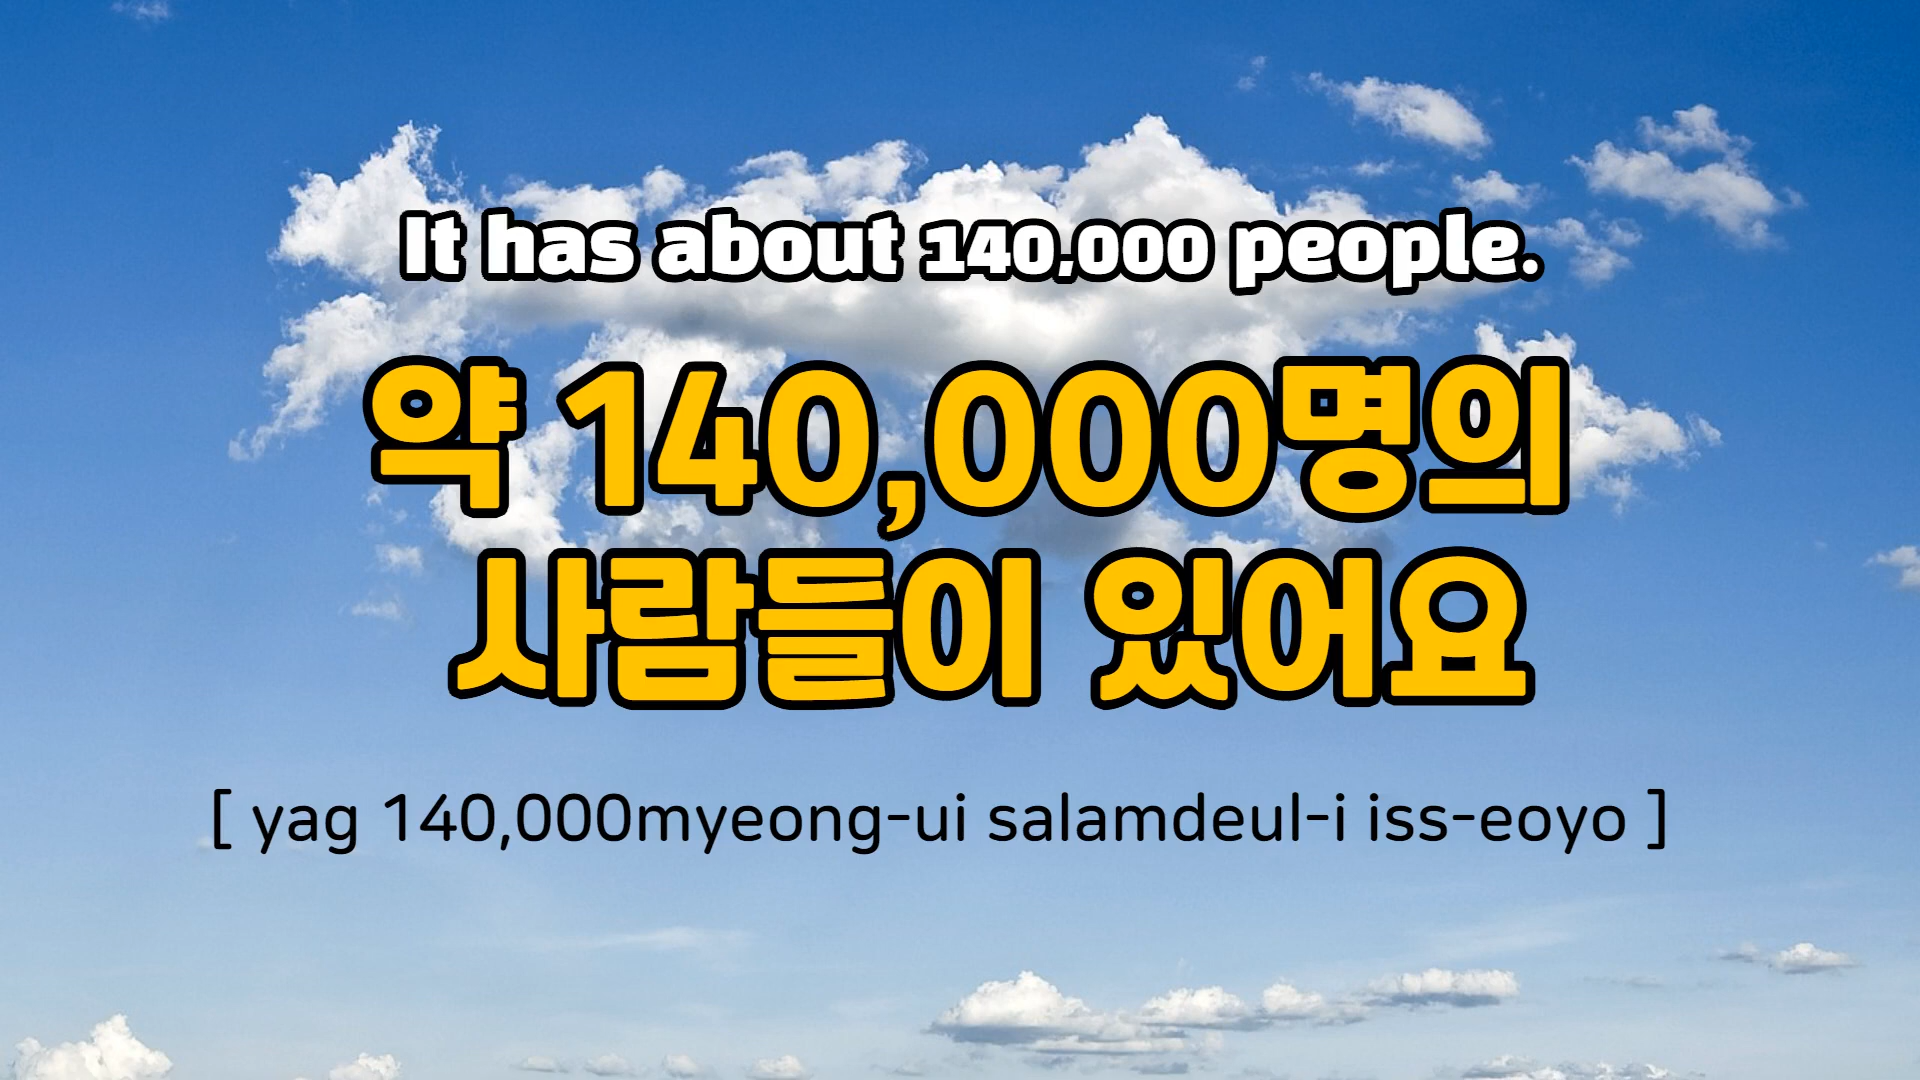 It has about 140,000 people.
약 140,000명의
사람들이 있어요
[ yag 140,000myeong-ui salamdeul-i iss-eoyo ]